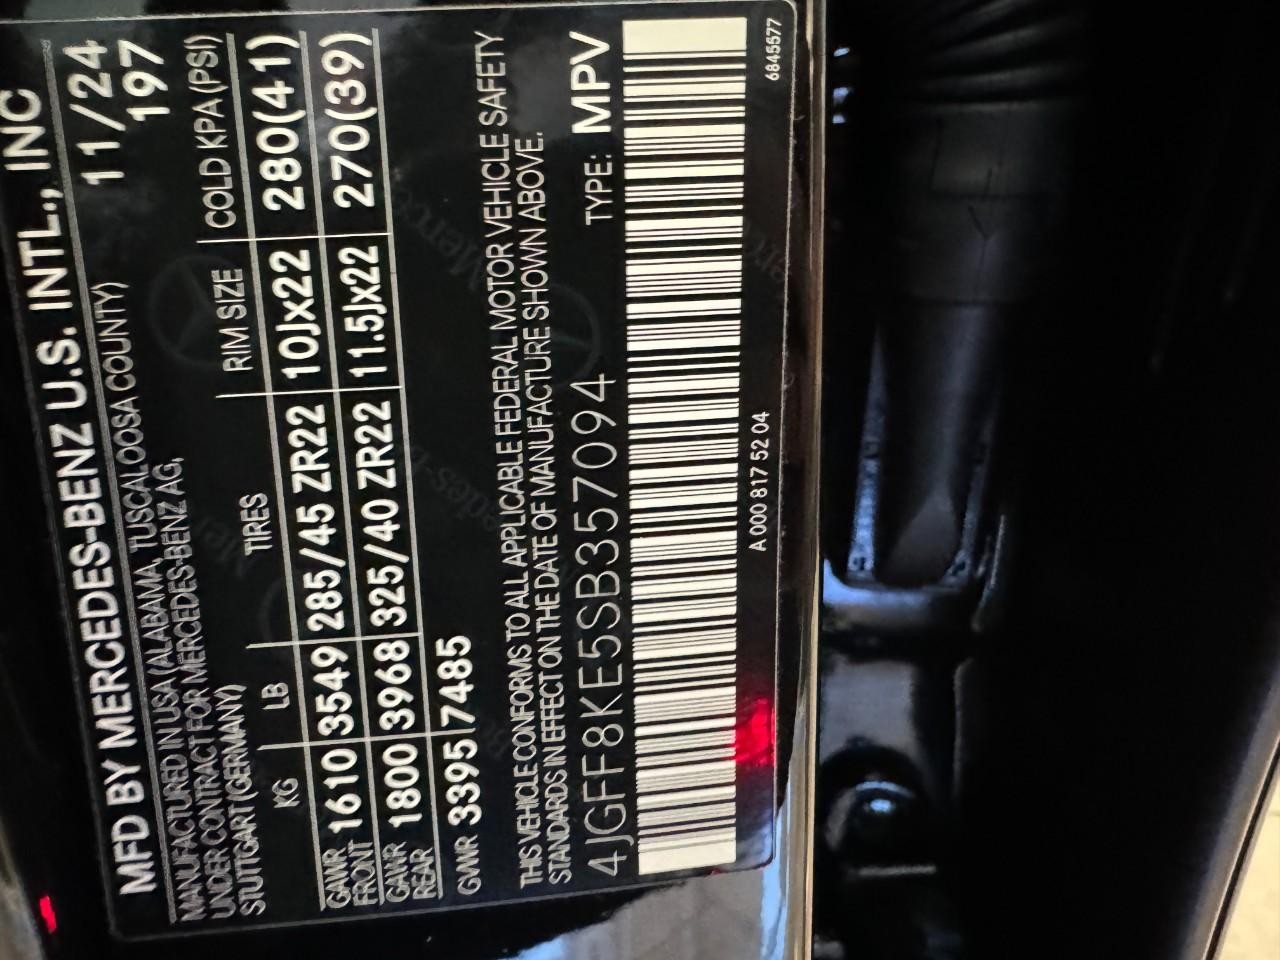 MFD BY MERCEDES-BENZ U.S. INTL., INC
MANUFACTURED IN USA (ALABAMA, TUSCALOOSA COUNTY) 11/24
UNDER CONTRACT FOR MERCEDES-BENZ AG, 197
STUTTGART (GERMANY)
KG LB TIRES RIM SIZE COLD KPA (PSI)
GAWR FRONT 1610 3549 285/45 ZR22 10Jx22 280(41)
GAWR REAR 1800 3968 325/40 ZR22 11.5Jx22 270(39)
GVWR 3395 7485
THIS VEHICLE CONFORMS TO ALL APPLICABLE FEDERAL MOTOR VEHICLE SAFETY
STANDARDS IN EFFECT ON THE DATE OF MANUFACTURE SHOWN ABOVE.
4JGFF8KE5SB357094 TYPE: MPV
A 000 817 52 04 6845577